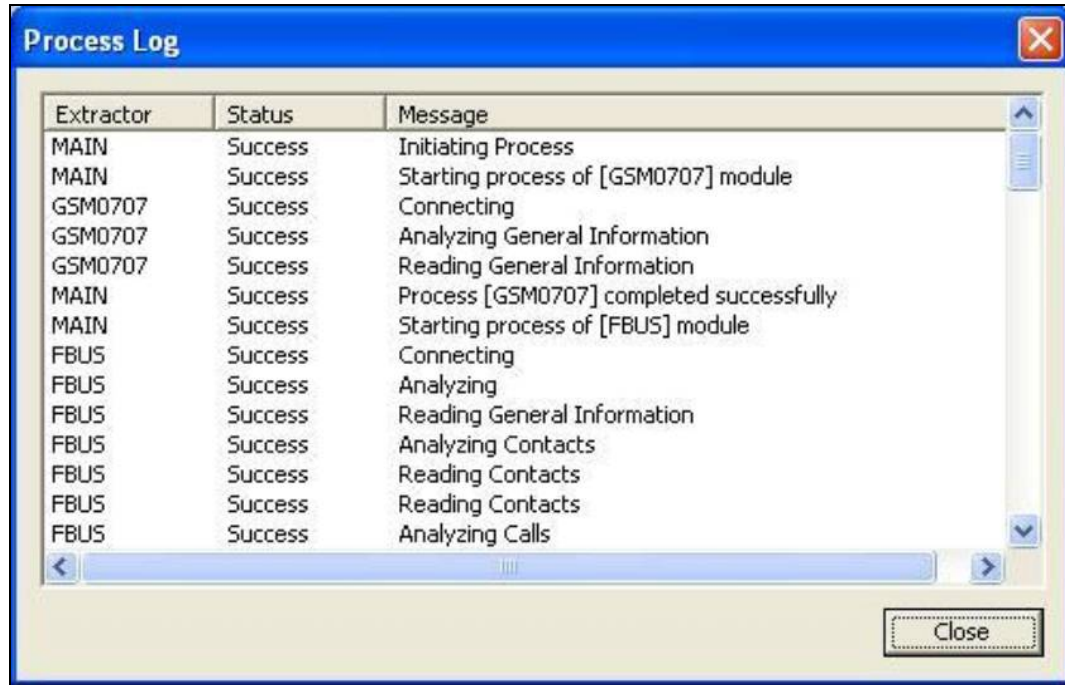 Process Log
Extractor Status Message
MAIN Success Initiating Process
MAIN Success Starting process of [GSM0707] module
GSM0707 Success Connecting
GSM0707 Success Analyzing General Information
GSM0707 Success Reading General Information
MAIN Success Process [GSM0707] completed successfully
MAIN Success Starting process of [FBUS] module
FBUS Success Connecting
FBUS Success Analyzing
FBUS Success Reading General Information
FBUS Success Analyzing Contacts
FBUS Success Reading Contacts
FBUS Success Reading Contacts
FBUS Success Analyzing Calls
Close